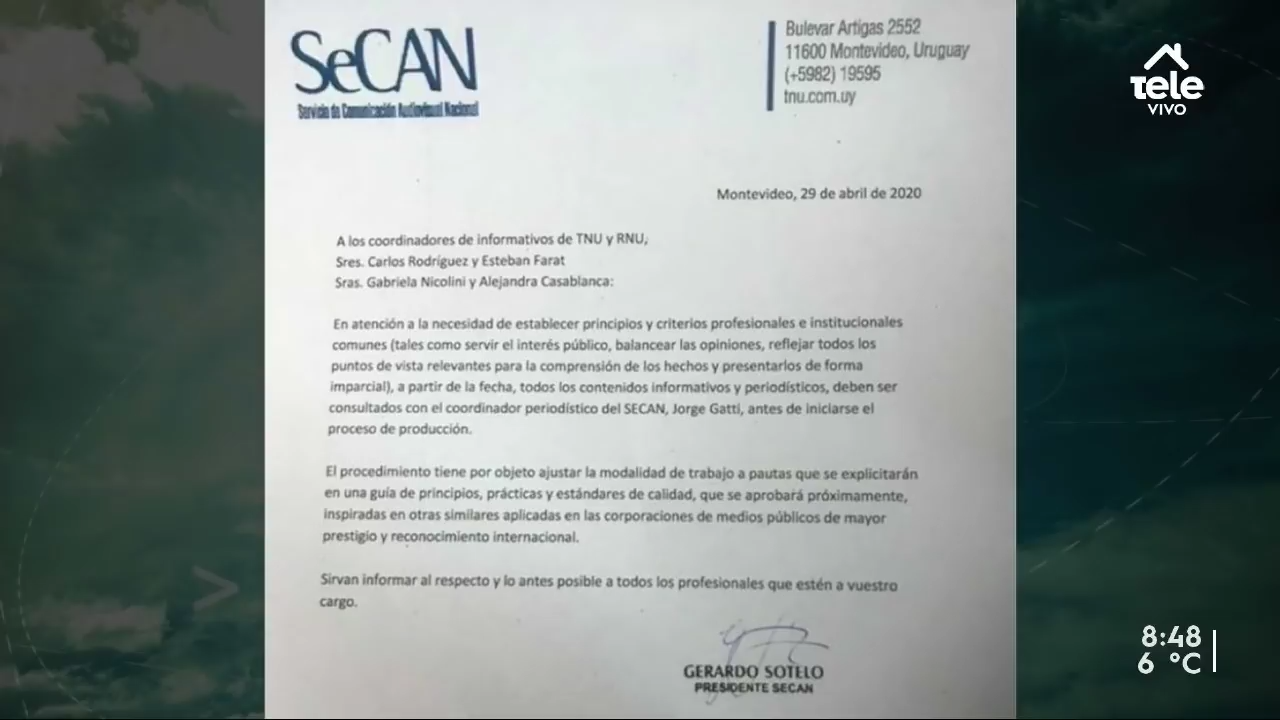 SeCAN
Servicio de Comunicación Audiovisual Nacional
Bulevar Artigas 2552
11600 Montevideo, Uruguay
(+5982) 19595
tnu.com.uy
tele
VIVO
Montevideo, 29 de abril de 2020
A los coordinadores de informativos de TNU y RNU,
Sres. Carlos Rodríguez y Esteban Farat
Sras. Gabriela Nicolini y Alejandra Casablanca:
En atención a la necesidad de establecer principios y criterios profesionales e institucionales
comunes (tales como servir el interés público, balancear las opiniones, reflejar todos los
puntos de vista relevantes para la comprensión de los hechos y presentarlos de forma
imparcial), a partir de la fecha, todos los contenidos informativos y periodísticos, deben ser
consultados con el coordinador periodístico del SECAN, Jorge Gatti, antes de iniciarse el
proceso de producción.
El procedimiento tiene por objeto ajustar la modalidad de trabajo a pautas que se explicitarán
en una guía de principios, prácticas y estándares de calidad, que se aprobará próximamente,
inspiradas en otras similares aplicadas en las corporaciones de medios públicos de mayor
prestigio y reconocimiento internacional.
Sirvan informar al respecto y lo antes posible a todos los profesionales que estén a vuestro
cargo.
GERARDO SOTELO
PRESIDENTE SECAN
8:48
6 °C